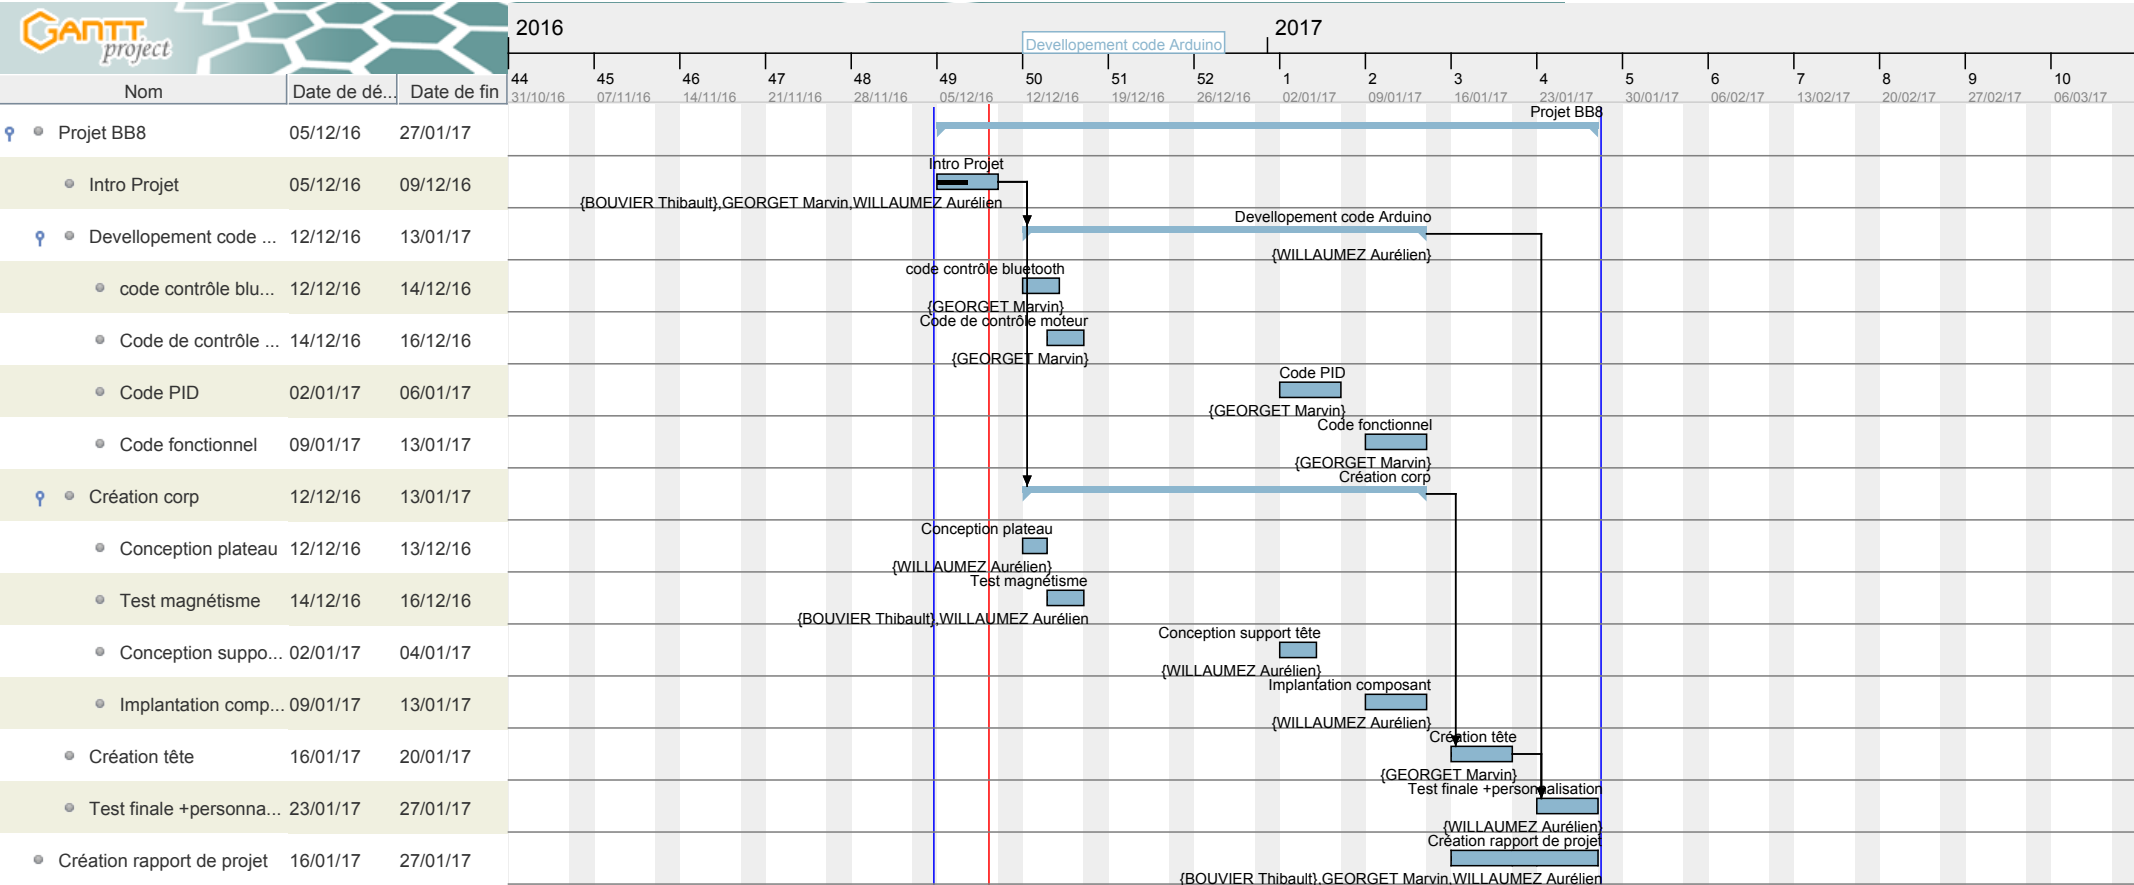 GANTT
project
2016
2017
Devellopement code Arduino
44 45 46 47 48 49 50 51 52 1 2 3 4 5 6 7 8 9 10
Nom Date de dé... Date de fin
31/10/16 07/11/16 14/11/16 21/11/16 28/11/16 05/12/16 12/12/16 19/12/16 26/12/16 02/01/17 09/01/17 16/01/17 23/01/17 30/01/17 06/02/17 13/02/17 20/02/17 27/02/17 06/03/17
Projet BB8
Projet BB8 05/12/16 27/01/17
Intro Projet
Intro Projet 05/12/16 09/12/16
{BOUVIER Thibault},GEORGET Marvin,WILLAUMEZ Aurélien
Devellopement code Arduino
Devellopement code ... 12/12/16 13/01/17
{WILLAUMEZ Aurélien}
code contrôle bluetooth
code contrôle blu... 12/12/16 14/12/16
{GEORGET Marvin}
Code de contrôle moteur
Code de contrôle ... 14/12/16 16/12/16
{GEORGET Marvin}
Code PID
Code PID 02/01/17 06/01/17
{GEORGET Marvin}
Code fonctionnel
Code fonctionnel 09/01/17 13/01/17
{GEORGET Marvin}
Création corp
Création corp 12/12/16 13/01/17
Conception plateau
Conception plateau 12/12/16 13/12/16
{WILLAUMEZ Aurélien}
Test magnétisme
Test magnétisme 14/12/16 16/12/16
{BOUVIER Thibault},WILLAUMEZ Aurélien
Conception support tête
Conception suppo... 02/01/17 04/01/17
{WILLAUMEZ Aurélien}
Implantation composant
Implantation comp... 09/01/17 13/01/17
{WILLAUMEZ Aurélien}
Création tête
Création tête 16/01/17 20/01/17
{GEORGET Marvin}
Test finale +personnalisation
Test finale +personna... 23/01/17 27/01/17
{WILLAUMEZ Aurélien}
Création rapport de projet
Création rapport de projet 16/01/17 27/01/17
{BOUVIER Thibault},GEORGET Marvin,WILLAUMEZ Aurélien